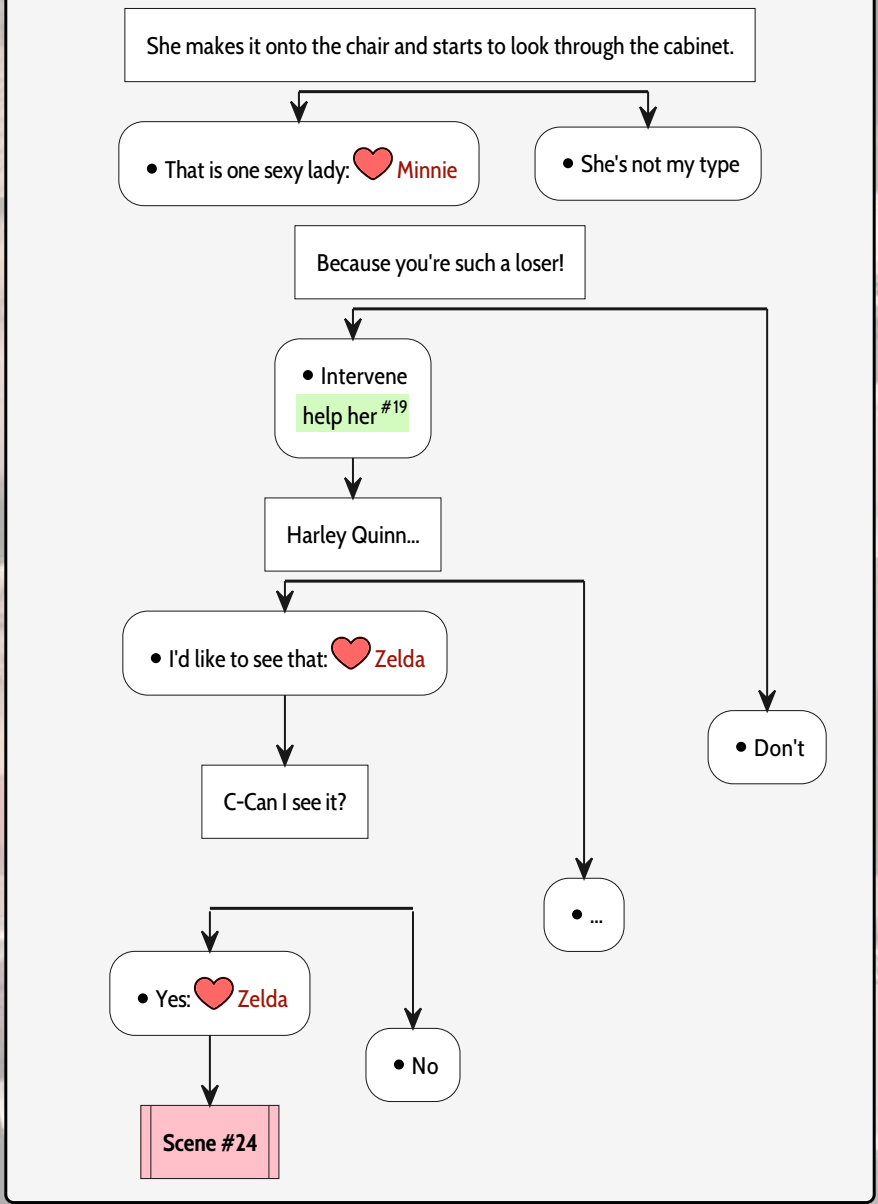 She makes it onto the chair and starts to look through the cabinet.
• That is one sexy lady: Minnie
• She's not my type
Because you're such a loser!
• Intervene
help her #19
Harley Quinn...
• I'd like to see that: Zelda
• Don't
C-Can I see it?
• ...
• Yes: Zelda
• No
Scene #24